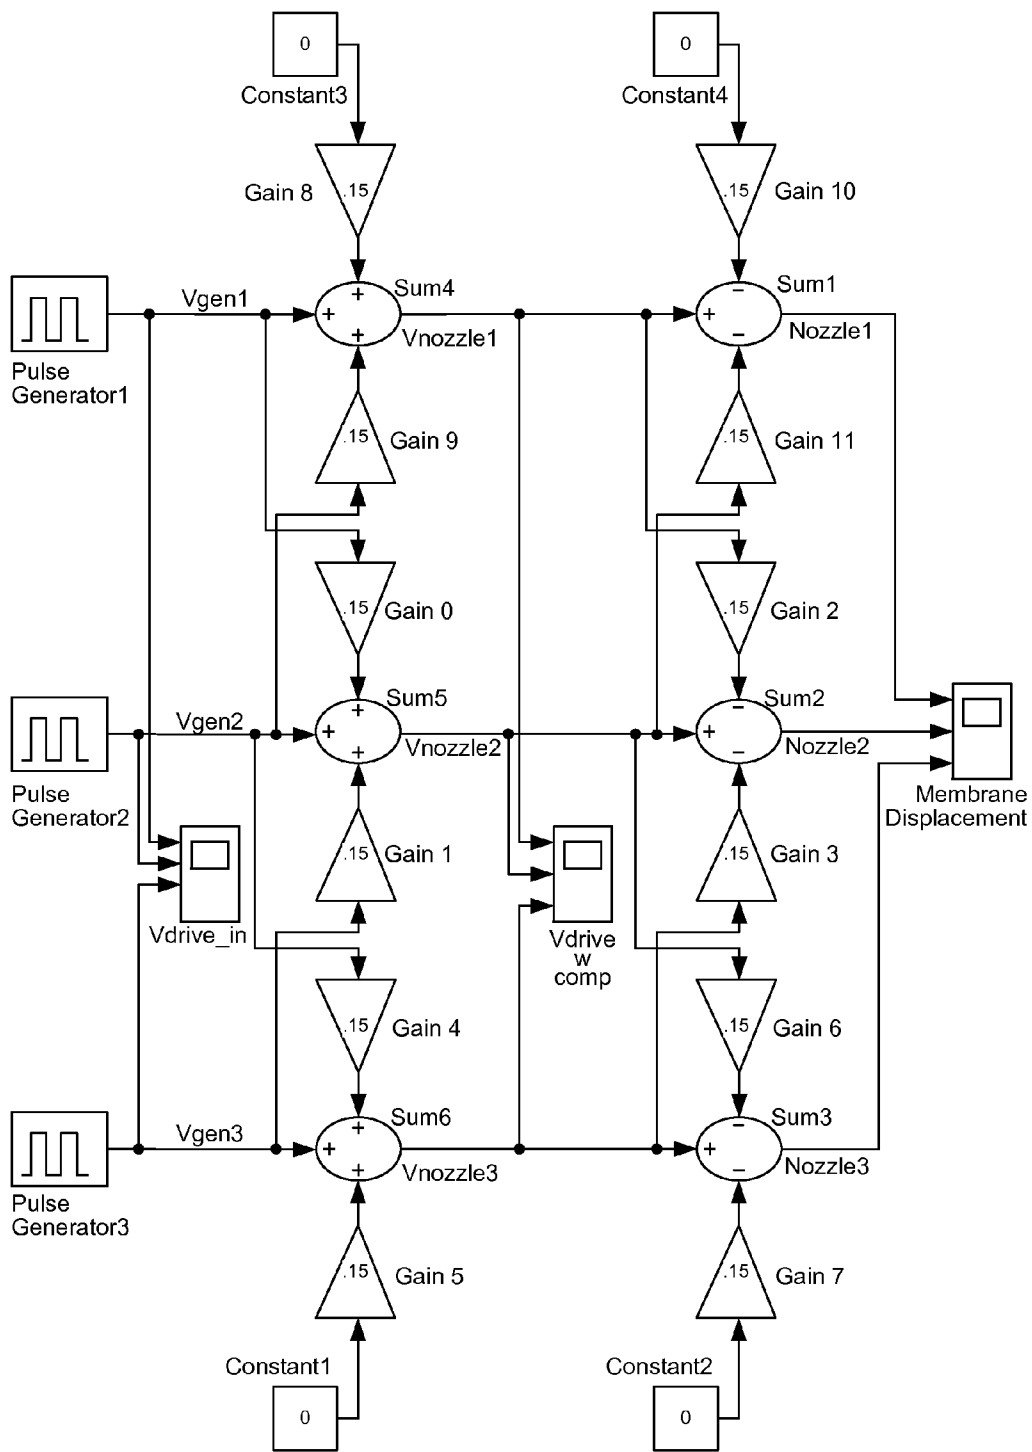 0
0
Constant3
Constant4
.15
Gain 8
.15
Gain 10
Vgen1
+
Sum4
−
Sum1
+
+
Vnozzle1
+
−
Nozzle1
Pulse
Generator1
.15
Gain 9
.15
Gain 11
.15
Gain 0
.15
Gain 2
Vgen2
+
Sum5
−
Sum2
+
+
Vnozzle2
+
−
Nozzle2
Pulse
Generator2
Membrane
Displacement
.15
Gain 1
.15
Gain 3
Vdrive_in
Vdrive
w
comp
.15
Gain 4
.15
Gain 6
Vgen3
+
Sum6
−
Sum3
+
+
Vnozzle3
+
−
Nozzle3
Pulse
Generator3
.15
Gain 5
.15
Gain 7
Constant1
Constant2
0
0